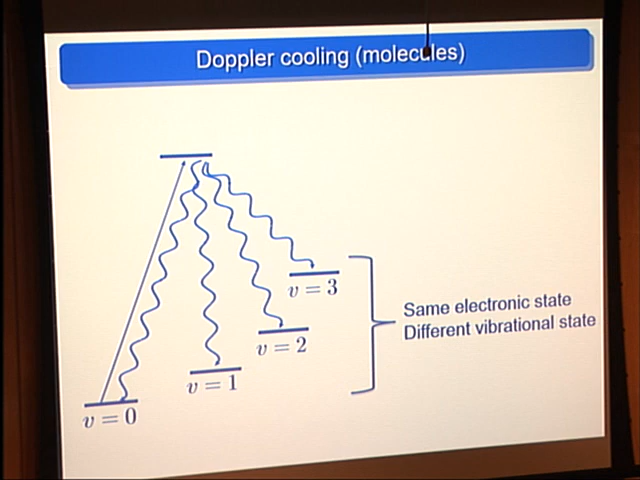 Doppler cooling (molecules)
v = 3
Same electronic state
Different vibrational state
v = 2
v = 1
v = 0